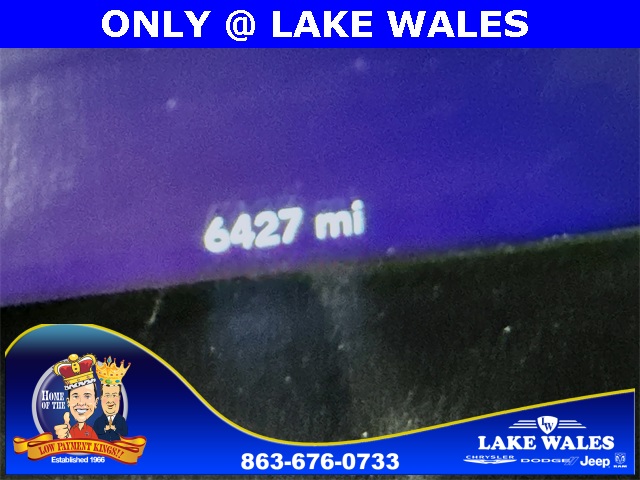 ONLY @ LAKE WALES
6427 mi
HOME
OF THE
LOW PAYMENT KINGS!!
Established 1966
863-676-0733
LW
LAKE WALES
CHRYSLER DODGE Jeep RAM